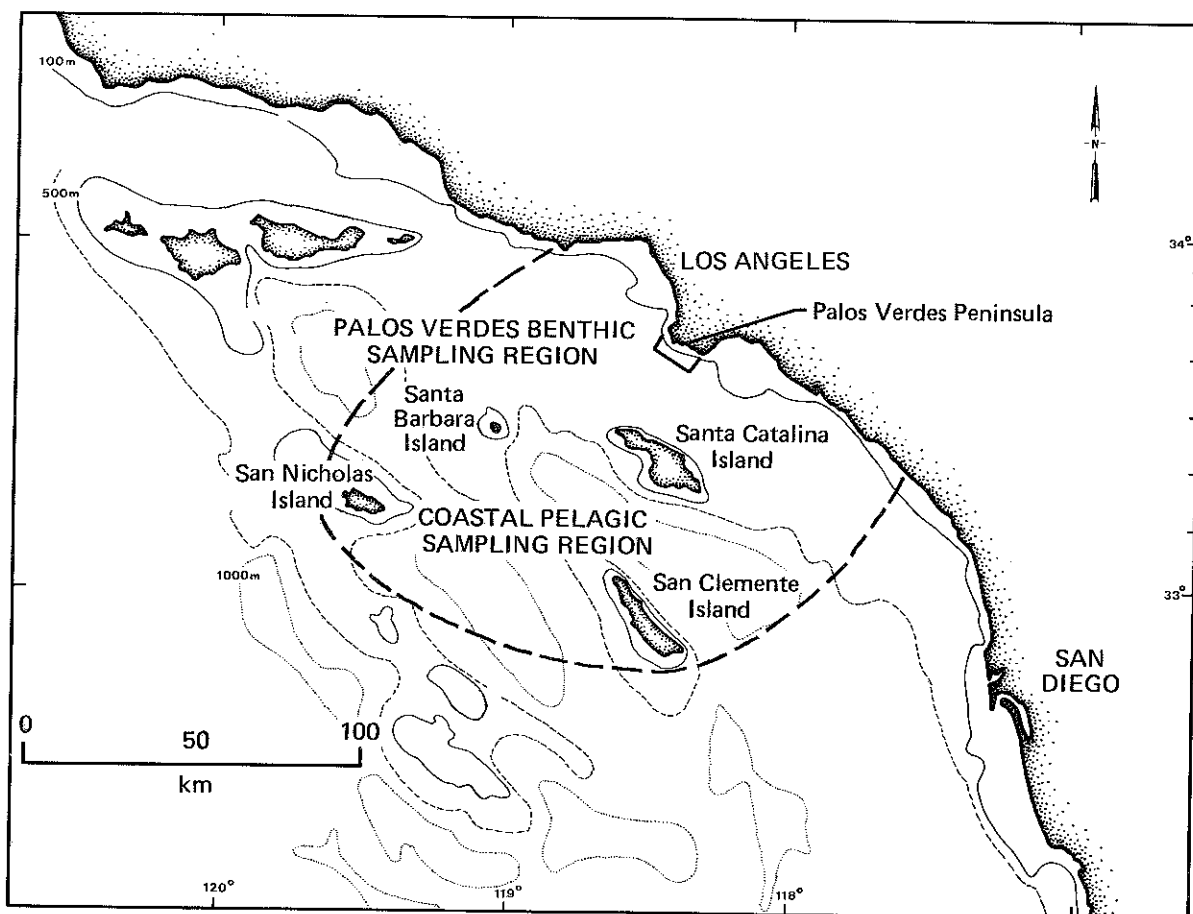 100m
N
500m
34°
LOS ANGELES
Palos Verdes Peninsula
PALOS VERDES BENTHIC
SAMPLING REGION
Santa
Barbara
Island
Santa Catalina
Island
San Nicholas
Island
COASTAL PELAGIC
SAMPLING REGION
1000m
San Clemente
Island
33°
SAN
DIEGO
0
50
100
km
120°
119°
118°